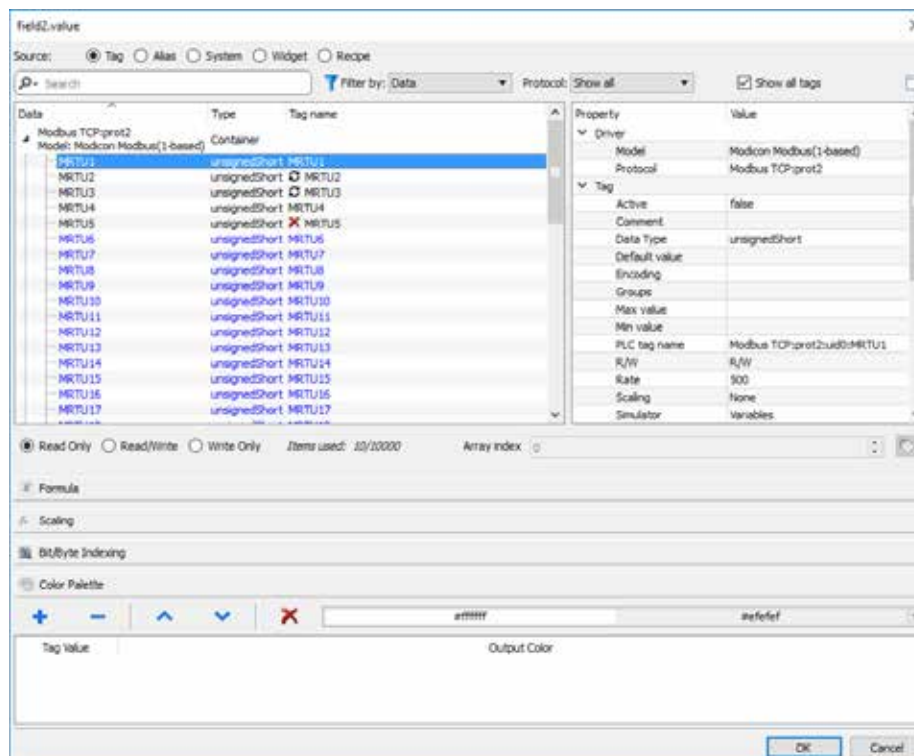 Field2.value
Source: Tag Alias System Widget Recipe
Search Filter by: Data Protocol: Show all Show all tags
Data Type Tag name
Modbus TCP:prot2
Model: Modicon Modbus(1-based) Container
MRTU1 unsignedShort MRTU1
MRTU2 unsignedShort MRTU2
MRTU3 unsignedShort MRTU3
MRTU4 unsignedShort MRTU4
MRTU5 unsignedShort MRTU5
MRTU6 unsignedShort MRTU6
MRTU7 unsignedShort MRTU7
MRTU8 unsignedShort MRTU8
MRTU9 unsignedShort MRTU9
MRTU10 unsignedShort MRTU10
MRTU11 unsignedShort MRTU11
MRTU12 unsignedShort MRTU12
MRTU13 unsignedShort MRTU13
MRTU14 unsignedShort MRTU14
MRTU15 unsignedShort MRTU15
MRTU16 unsignedShort MRTU16
MRTU17 unsignedShort MRTU17
Property Value
Driver
Model Modicon Modbus(1-based)
Protocol Modbus TCP:prot2
Tag
Active false
Comment
Data Type unsignedShort
Default value
Encoding
Groups
Max value
Min value
PLC tag name Modbus TCP:prot2:uid0:MRTU1
R/W R/W
Rate 500
Scaling None
Simulator Variables
Read Only Read/Write Write Only Items used: 10/10000 Array index 0
Formula
Scaling
Bit/Byte Indexing
Color Palette
#ffffff #efefef
Tag Value Output Color
OK Cancel